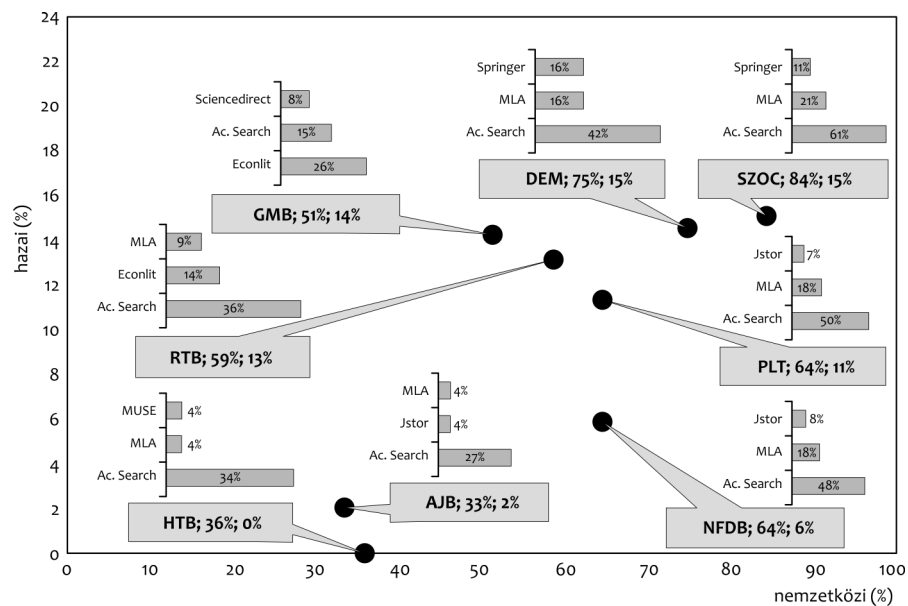 24
22
20
18
16
14
12
10
8
6
4
2
0
hazai (%)
Sciencedirect 8%
Ac. Search 15%
Econlit 26%
GMB; 51%; 14%
Springer 16%
MLA 16%
Ac. Search 42%
DEM; 75%; 15%
Springer 11%
MLA 21%
Ac. Search 61%
SZOC; 84%; 15%
MLA 9%
Econlit 14%
Ac. Search 36%
RTB; 59%; 13%
Jstor 7%
MLA 18%
Ac. Search 50%
PLT; 64%; 11%
MUSE 4%
MLA 4%
Ac. Search 34%
HTB; 36%; 0%
MLA 4%
Jstor 4%
Ac. Search 27%
AJB; 33%; 2%
Jstor 8%
MLA 18%
Ac. Search 48%
NFDB; 64%; 6%
0 10 20 30 40 50 60 70 80 90 100
nemzetközi (%)